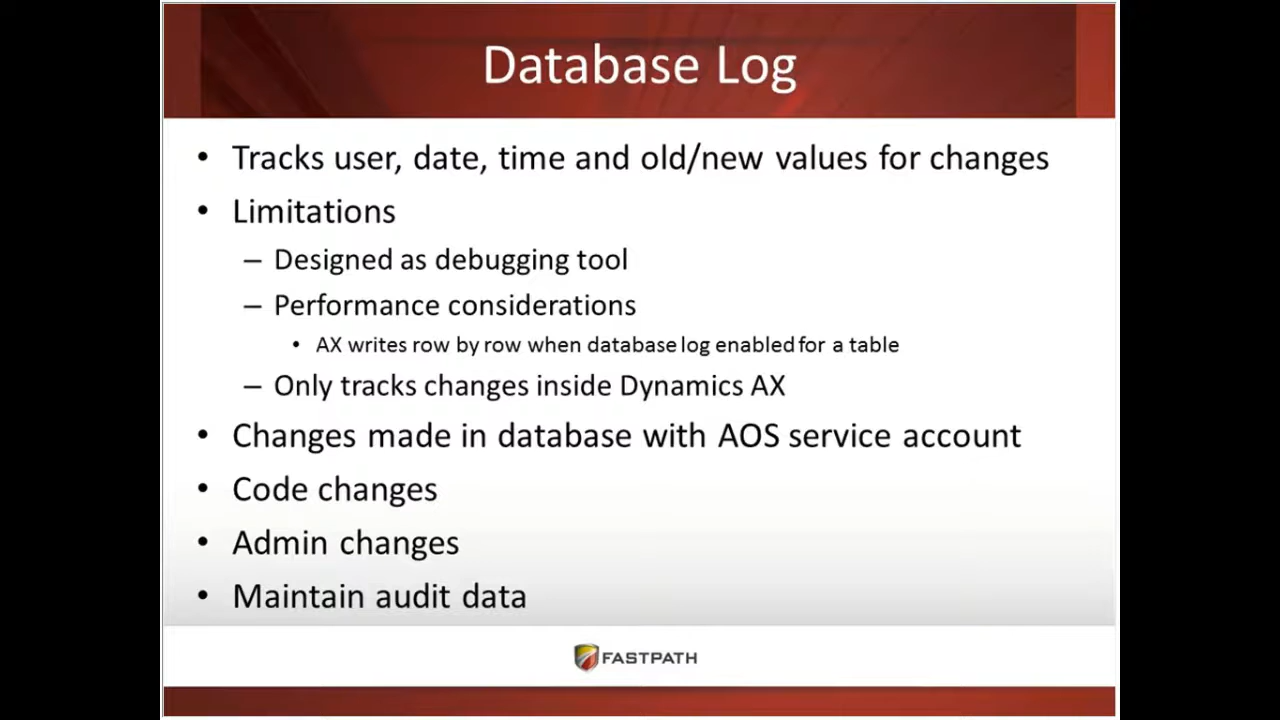 Database Log
• Tracks user, date, time and old/new values for changes
• Limitations
– Designed as debugging tool
– Performance considerations
• AX writes row by row when database log enabled for a table
– Only tracks changes inside Dynamics AX
• Changes made in database with AOS service account
• Code changes
• Admin changes
• Maintain audit data
FASTPATH